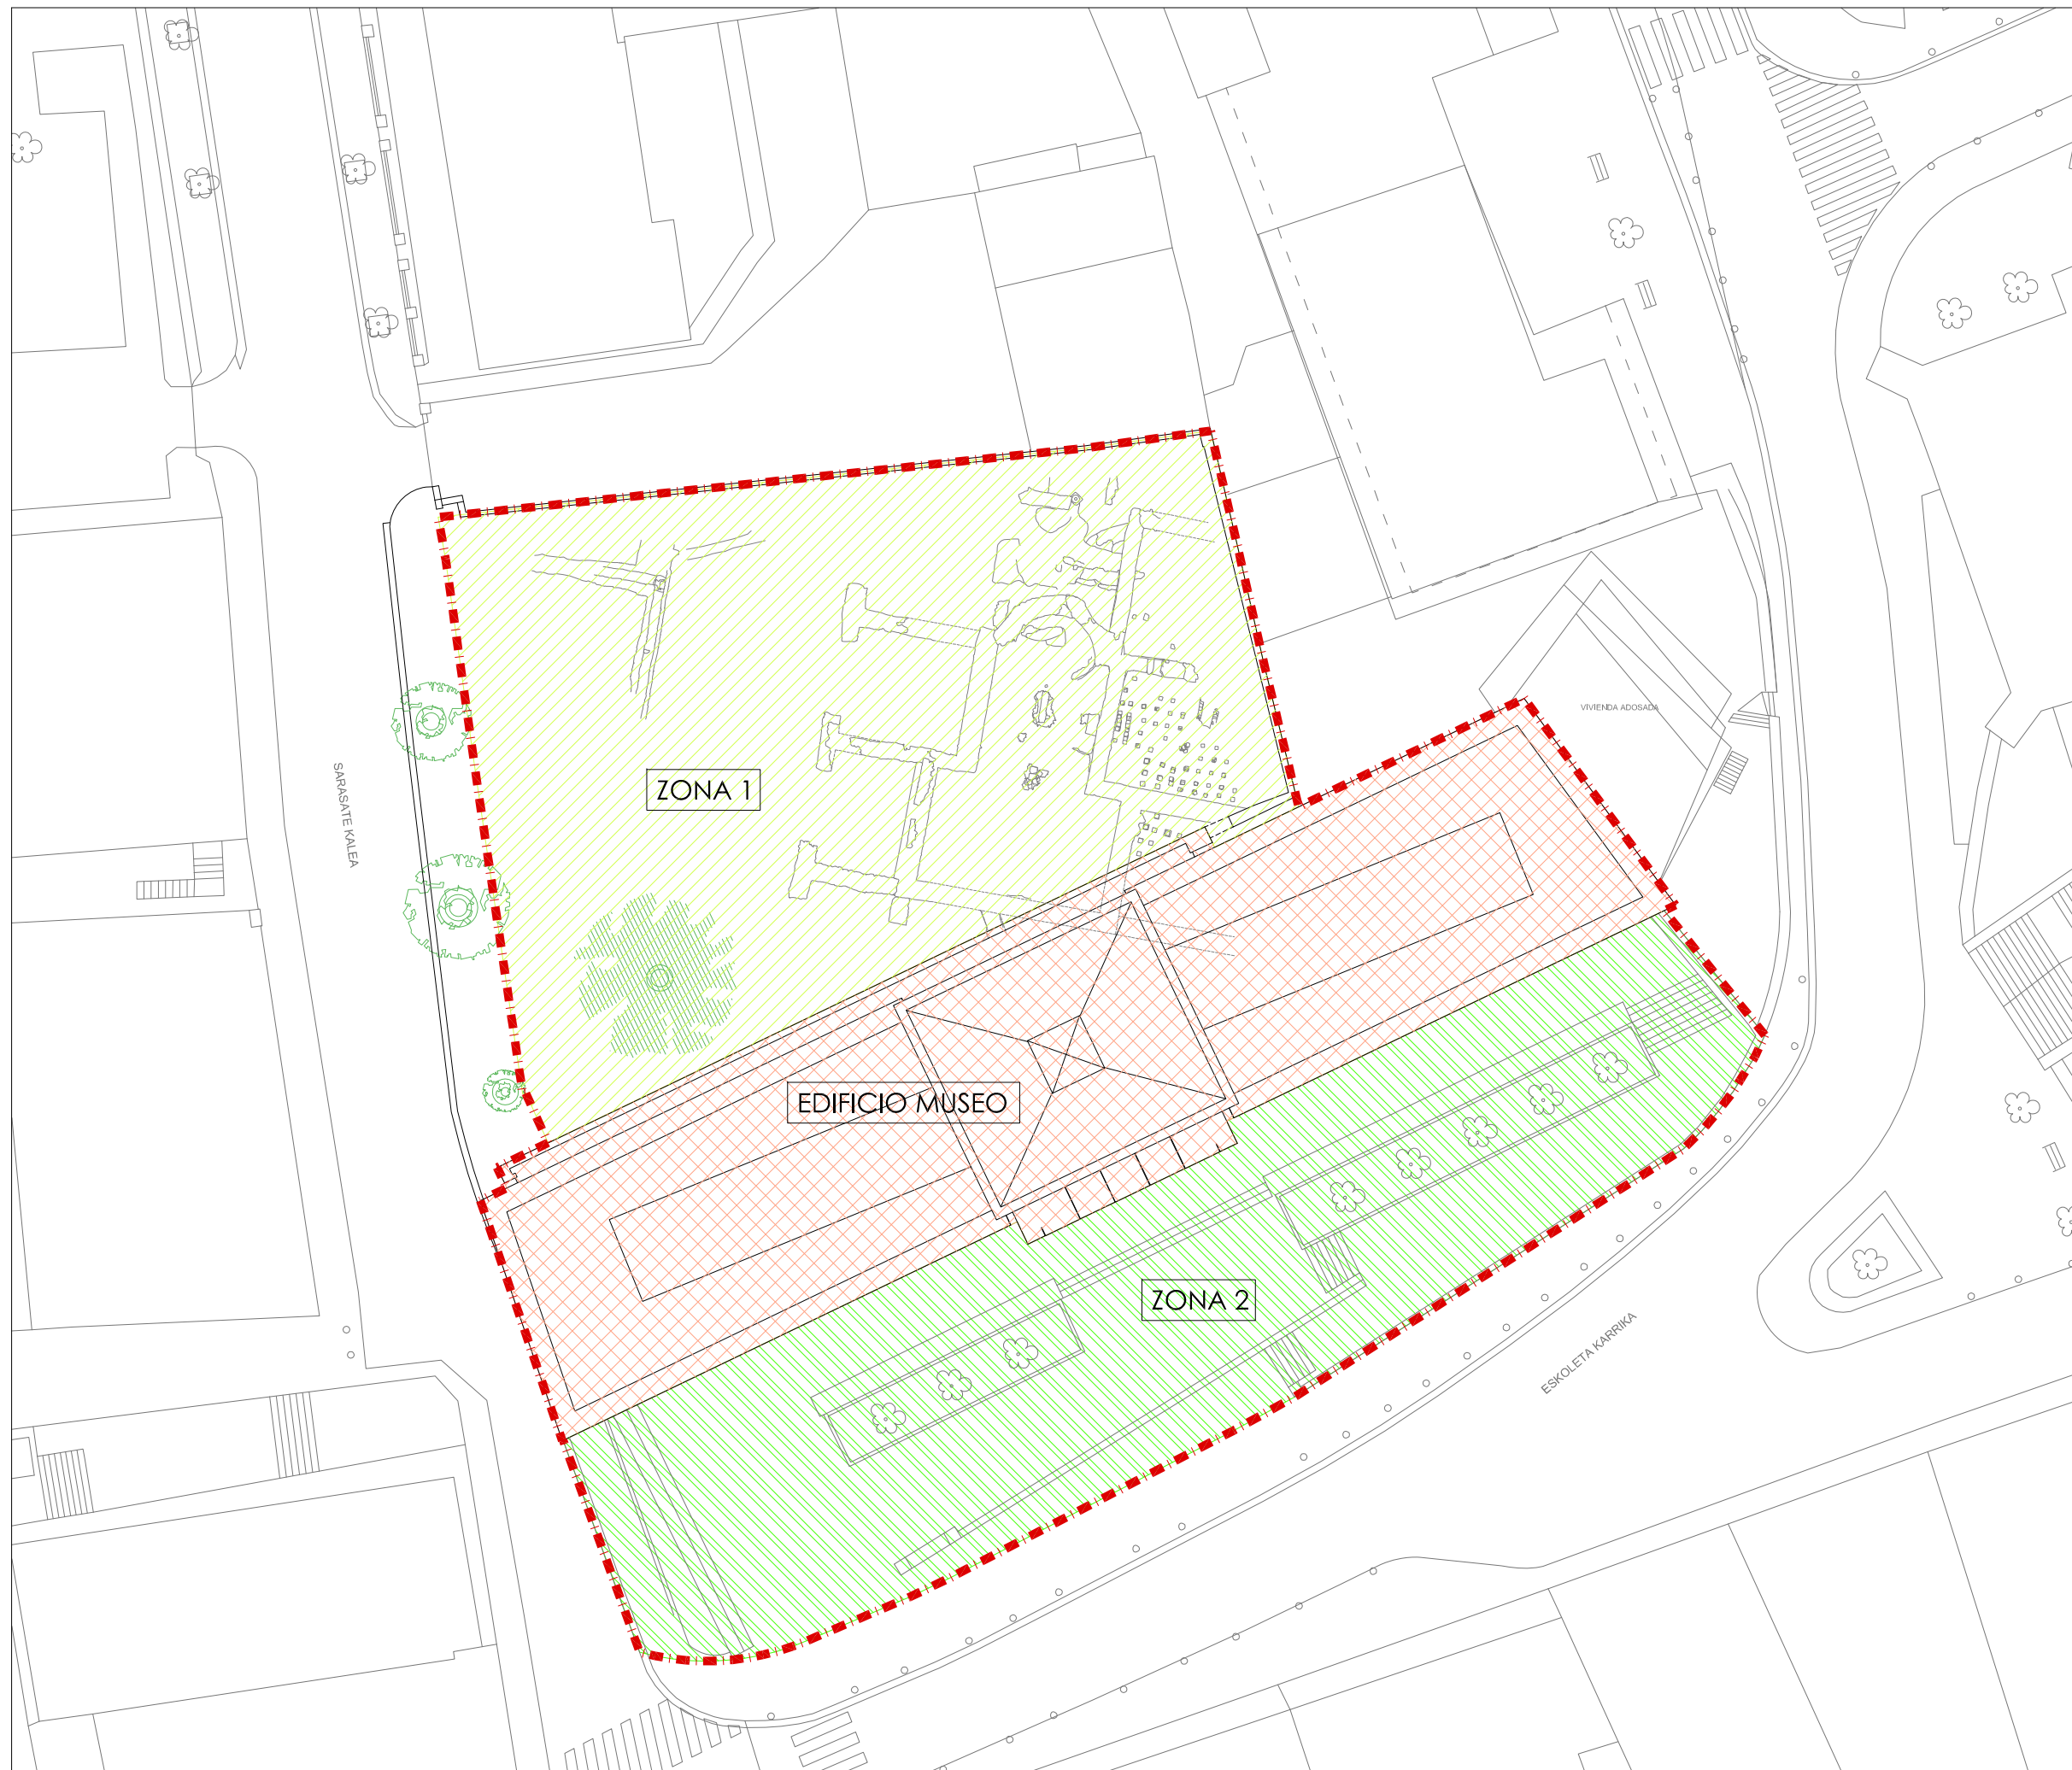 VIVIENDA ADOSADA
SARASATE KALEA
ZONA 1
EDIFICIO MUSEO
ZONA 2
ESKOLETA KARRIKA